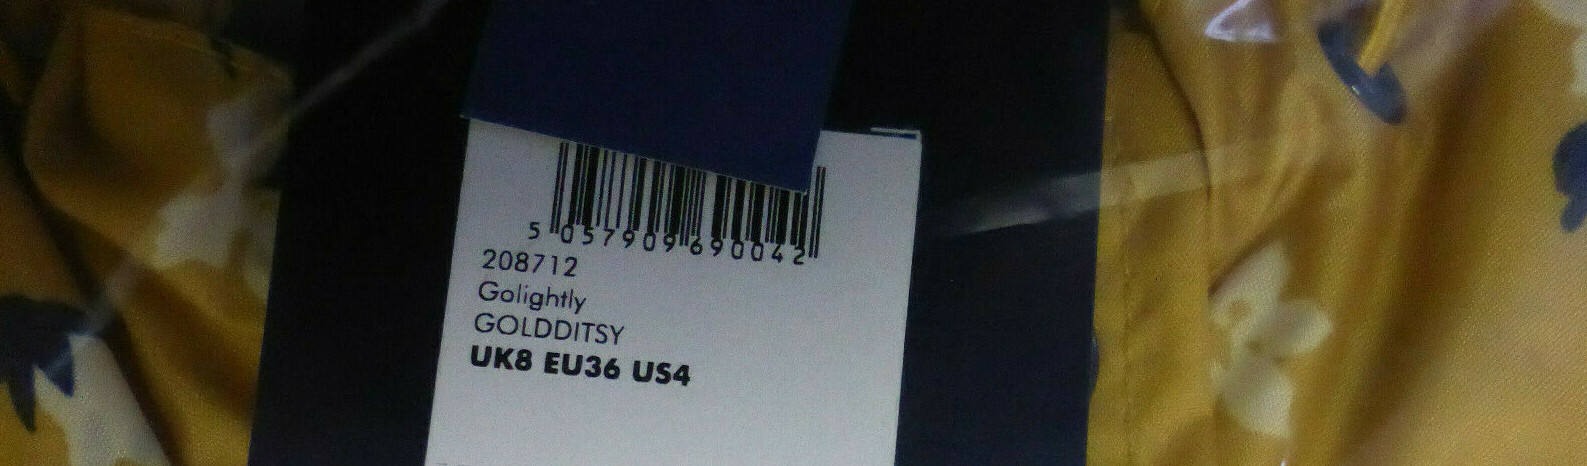 5 057909 690042
208712
Golightly
GOLDDITSY
UK8 EU36 US4